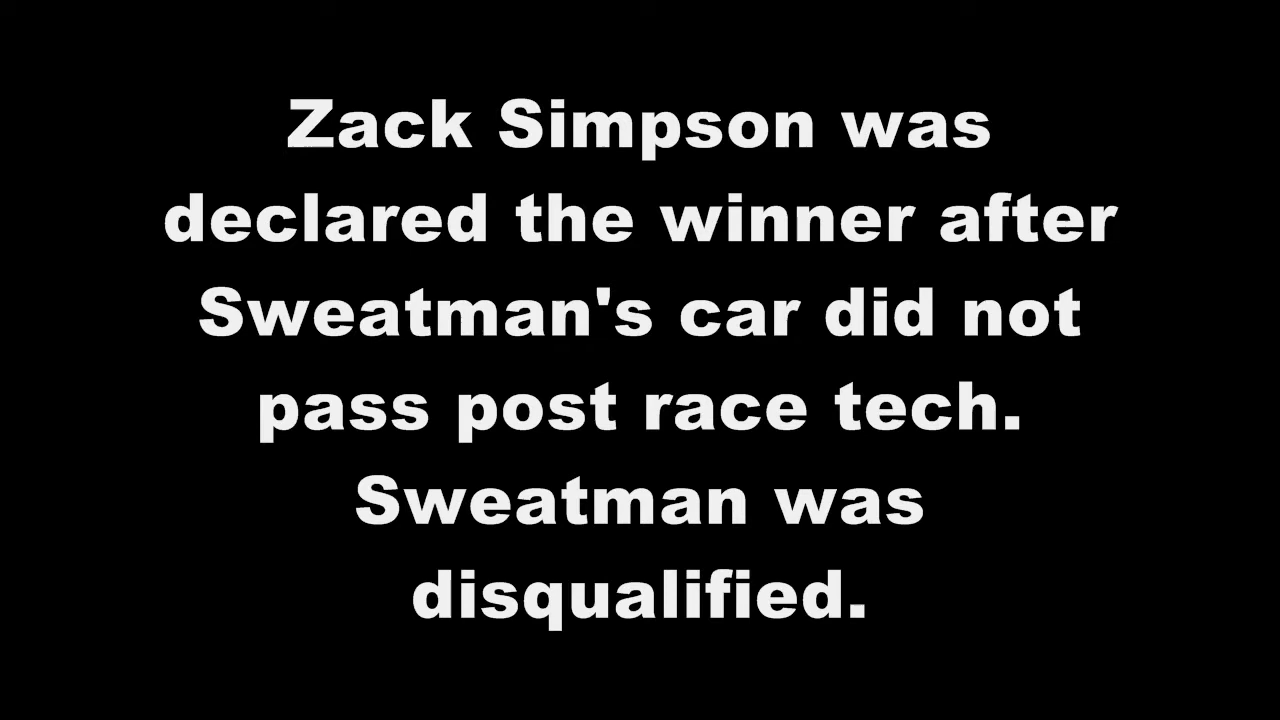 Zack Simpson was
declared the winner after
Sweatman's car did not
pass post race tech.
Sweatman was
disqualified.